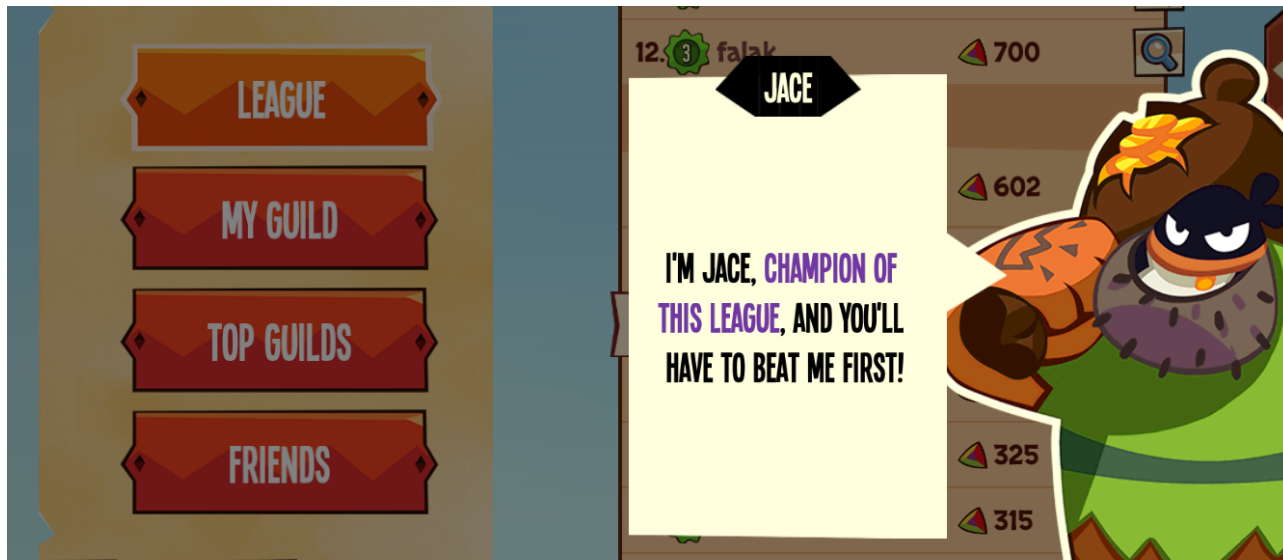 LEAGUE
MY GUILD
TOP GUILDS
FRIENDS
12. 3 falak 700
602
325
315
JACE
I'M JACE, CHAMPION OF
THIS LEAGUE, AND YOU'LL
HAVE TO BEAT ME FIRST!